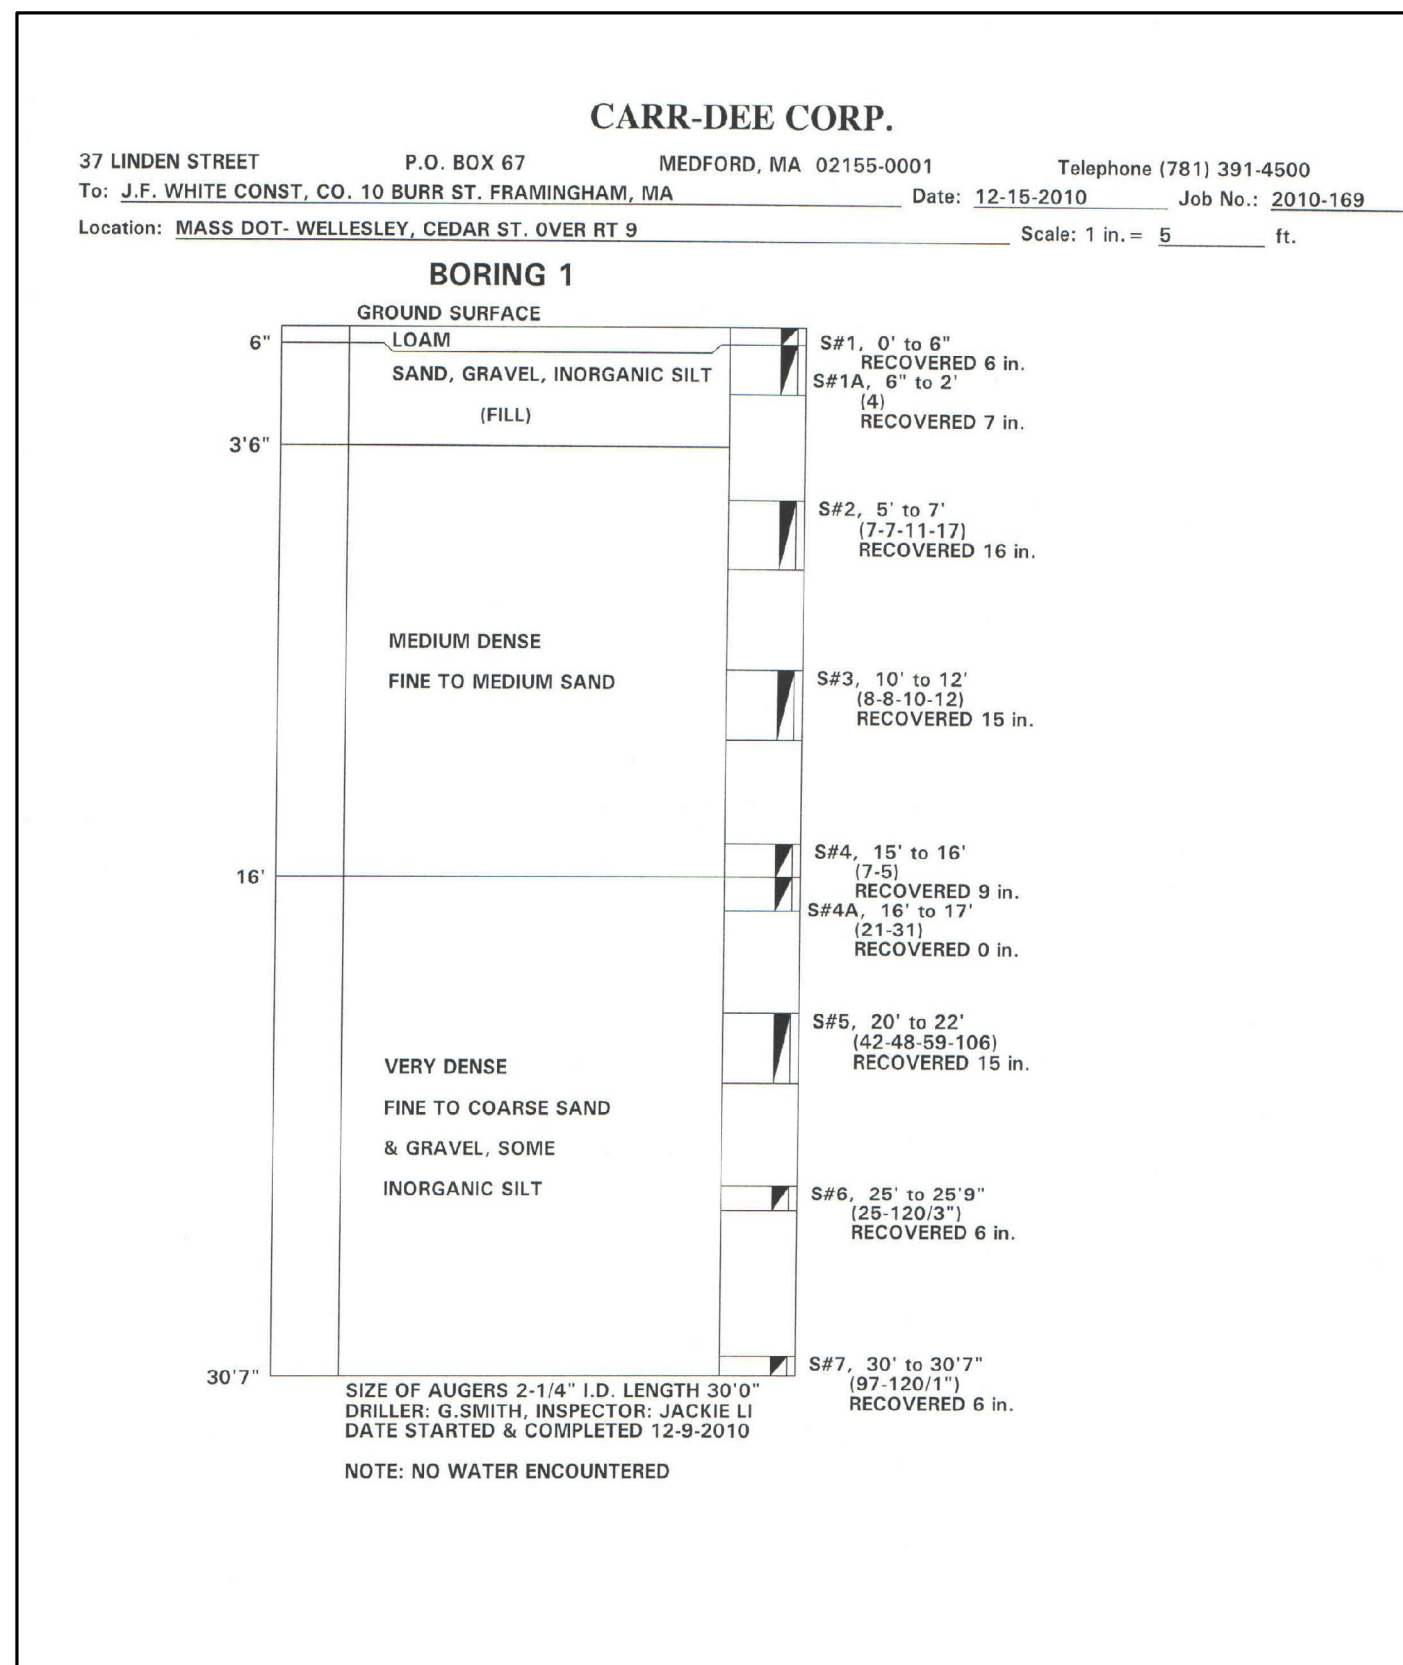 CARR-DEE CORP.
37 LINDEN STREET P.O. BOX 67 MEDFORD, MA 02155-0001 Telephone (781) 391-4500
To: J.F. WHITE CONST, CO. 10 BURR ST. FRAMINGHAM, MA Date: 12-15-2010 Job No.: 2010-169
Location: MASS DOT- WELLESLEY, CEDAR ST. OVER RT 9 Scale: 1 in. = 5 ft.
BORING 1
GROUND SURFACE
6" LOAM
S#1, 0' to 6"
RECOVERED 6 in.
SAND, GRAVEL, INORGANIC SILT
S#1A, 6" to 2'
(4)
(FILL)
RECOVERED 7 in.
3'6"
S#2, 5' to 7'
(7-7-11-17)
RECOVERED 16 in.
MEDIUM DENSE
FINE TO MEDIUM SAND
S#3, 10' to 12'
(8-8-10-12)
RECOVERED 15 in.
S#4, 15' to 16'
(7-5)
16'
RECOVERED 9 in.
S#4A, 16' to 17'
(21-31)
RECOVERED 0 in.
S#5, 20' to 22'
(42-48-59-106)
RECOVERED 15 in.
VERY DENSE
FINE TO COARSE SAND
& GRAVEL, SOME
INORGANIC SILT
S#6, 25' to 25'9"
(25-120/3")
RECOVERED 6 in.
S#7, 30' to 30'7"
30'7"
(97-120/1")
RECOVERED 6 in.
SIZE OF AUGERS 2-1/4" I.D. LENGTH 30'0"
DRILLER: G.SMITH, INSPECTOR: JACKIE LI
DATE STARTED & COMPLETED 12-9-2010
NOTE: NO WATER ENCOUNTERED